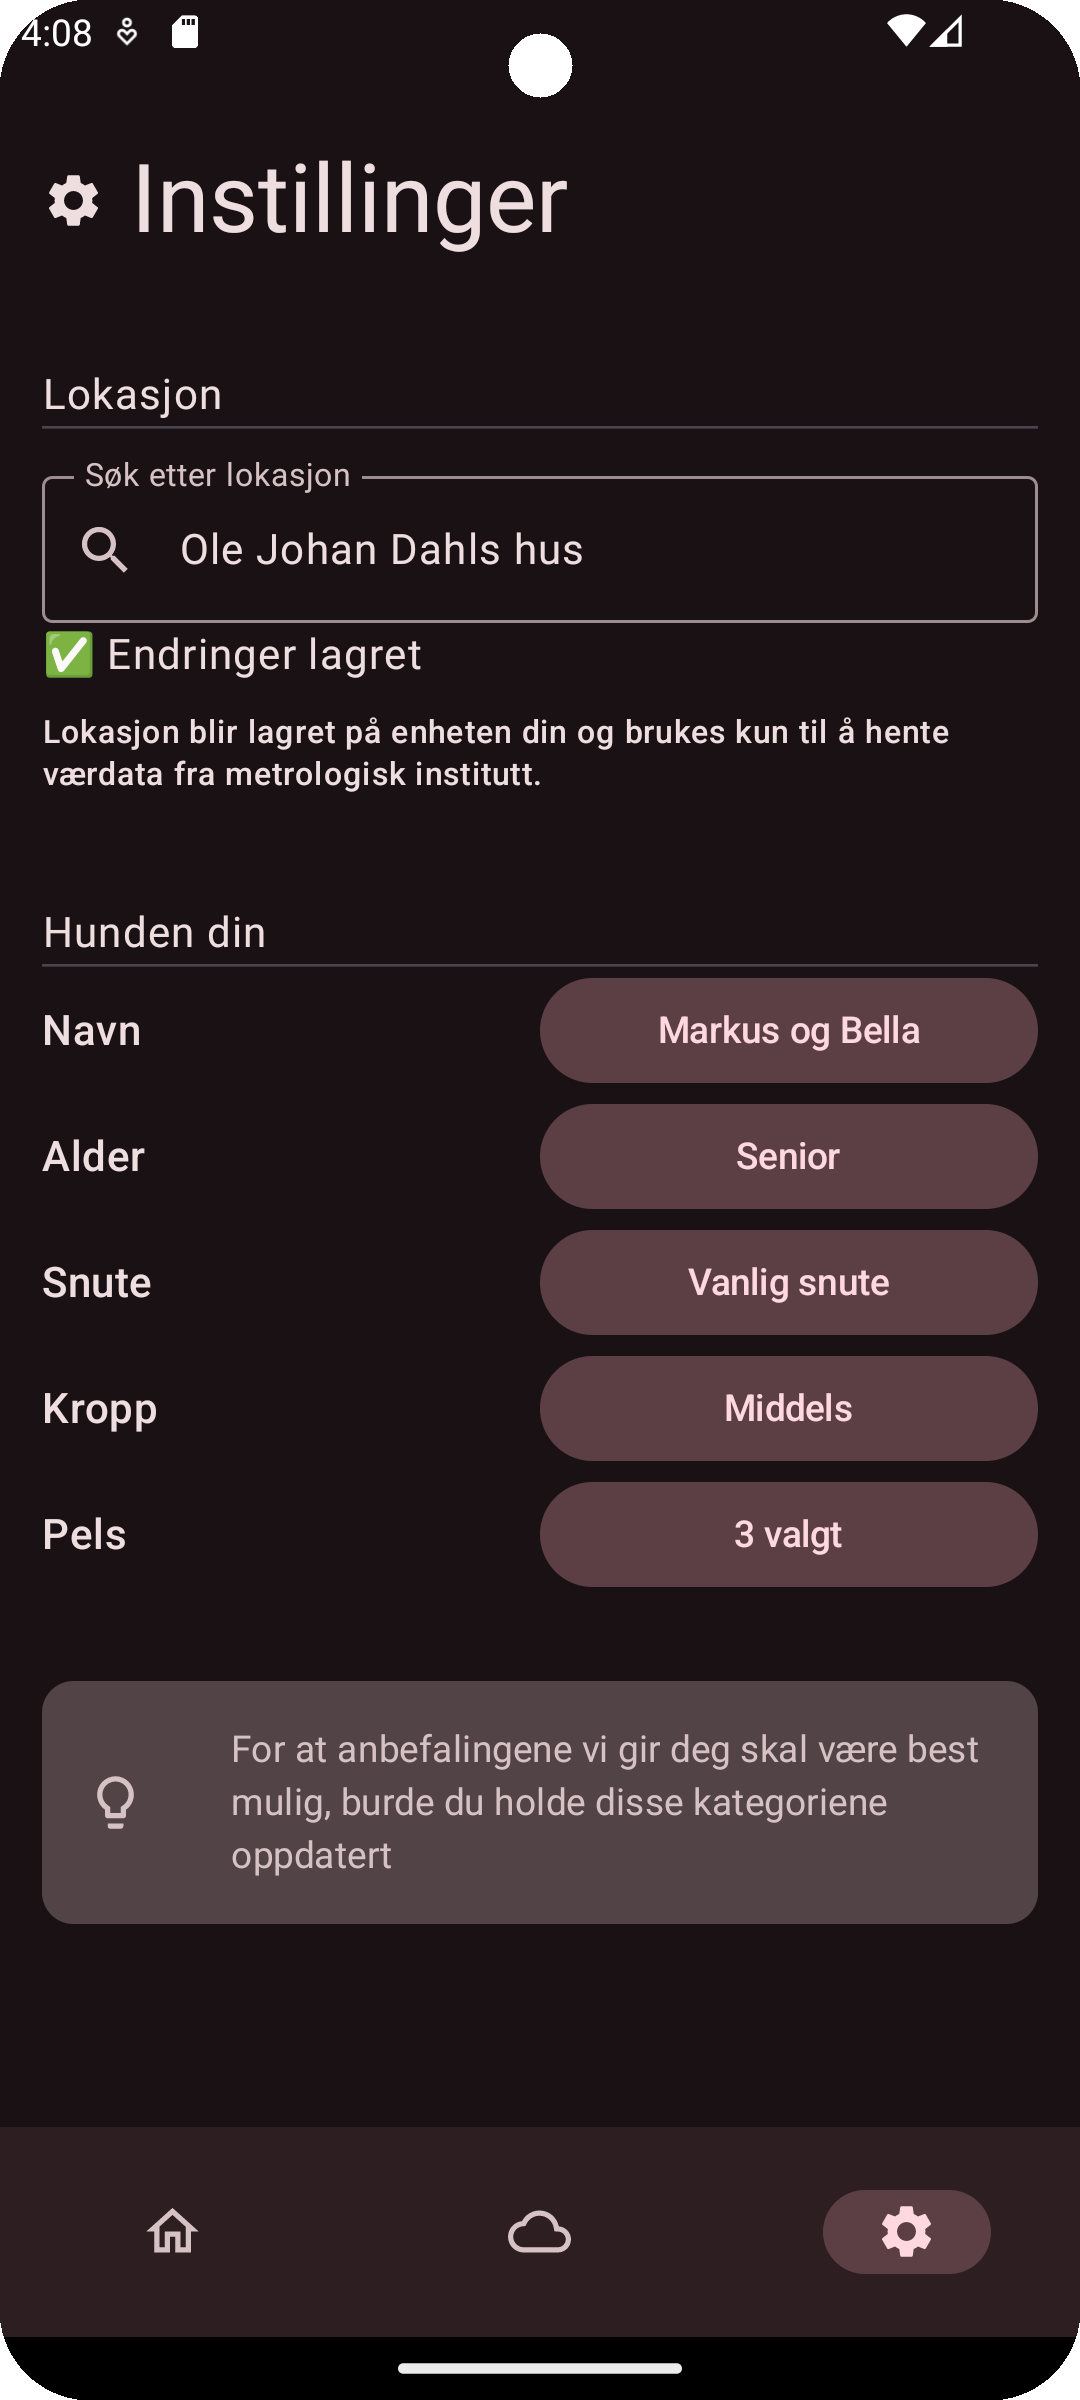 4:08
Instillinger
Lokasjon
Søk etter lokasjon
Ole Johan Dahls hus
✅ Endringer lagret
Lokasjon blir lagret på enheten din og brukes kun til å hente
værdata fra metrologisk institutt.
Hunden din
Navn
Markus og Bella
Alder
Senior
Snute
Vanlig snute
Kropp
Middels
Pels
3 valgt
For at anbefalingene vi gir deg skal være best
mulig, burde du holde disse kategoriene
oppdatert